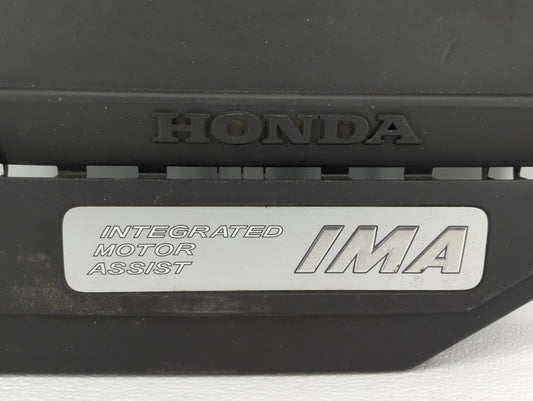 HONDA
INTEGRATED
MOTOR
ASSIST
IMA